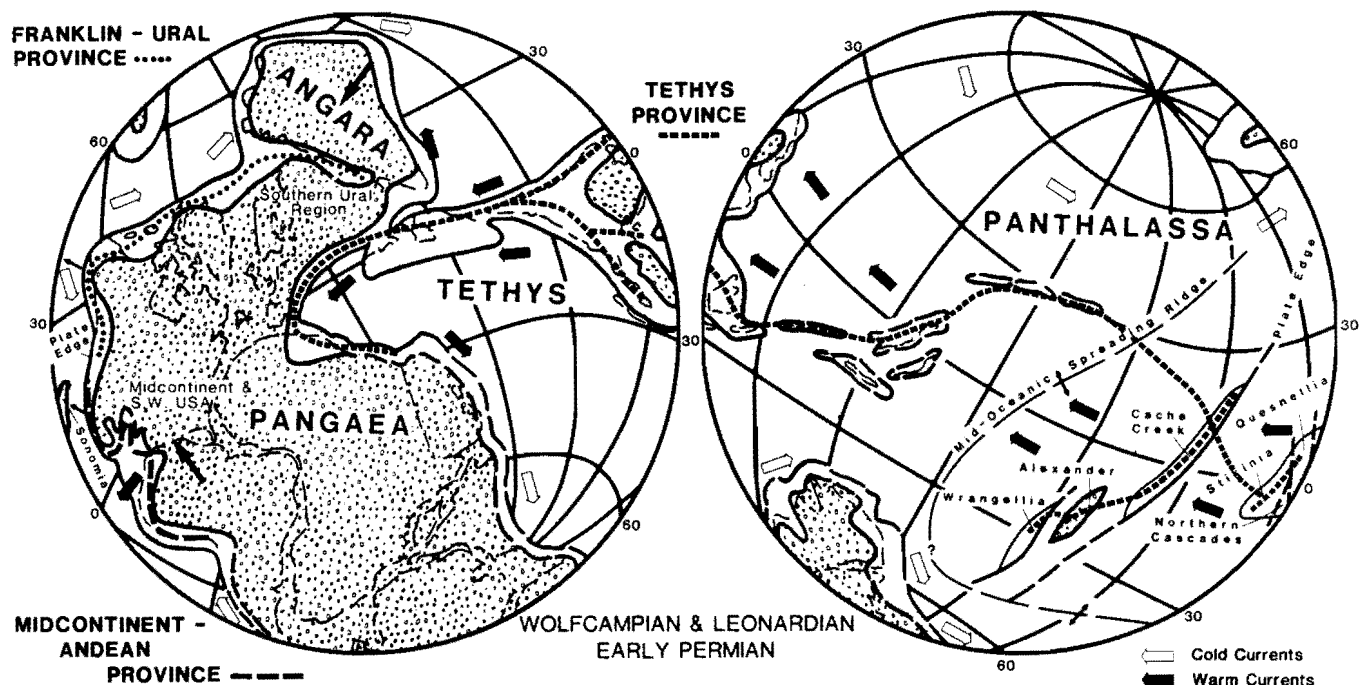 FRANKLIN - URAL
PROVINCE .....
ANGARA
30
60
TETHYS
PROVINCE
0
Southern Ural
Region
TETHYS
30
Plate
Edge
Midcontinent &
S.W. USA
PANGAEA
Sonomia
0
30
60
MIDCONTINENT -
ANDEAN
PROVINCE
30
60
0
PANTHALASSA
Plate Edge
Mid-Oceanic Spreading Ridge
30
Cache
Creek
Quesnellia
Alexander
Wrangellia
Stikinia
0
Northern
Cascades
?
30
60
WOLFCAMPIAN & LEONARDIAN
EARLY PERMIAN
Cold Currents
Warm Currents